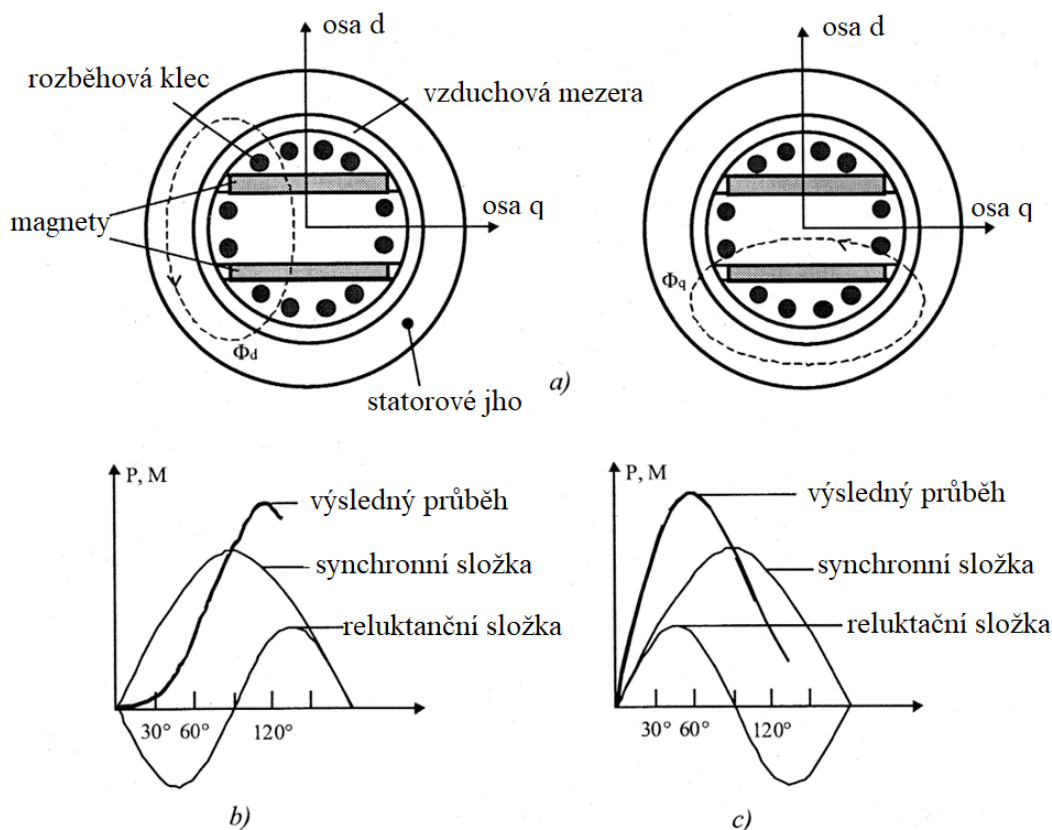 osa d
rozběhová klec
vzduchová mezera
magnety
osa q
Φd
statorové jho
a)
osa d
osa q
Φq
P, M
výsledný průběh
synchronní složka
reluktanční složka
30° 60° 120°
b)
P, M
výsledný průběh
synchronní složka
reluktační složka
30° 60° 120°
c)